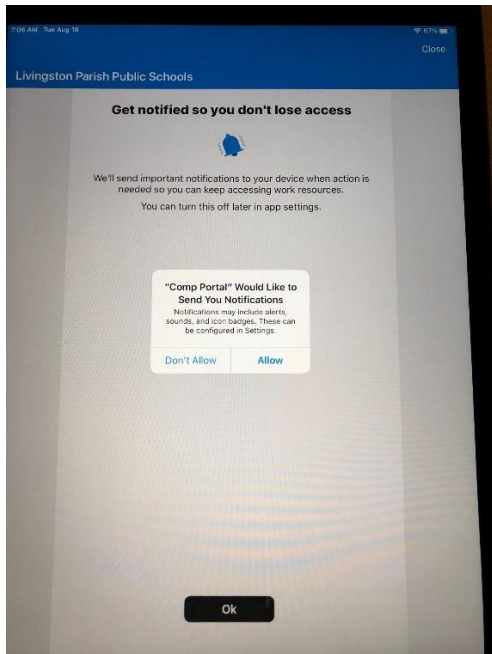 7:06 AM Tue Aug 18
67%
Close
Livingston Parish Public Schools
Get notified so you don't lose access
We'll send important notifications to your device when action is
needed so you can keep accessing work resources.
You can turn this off later in app settings.
"Comp Portal" Would Like to
Send You Notifications
Notifications may include alerts,
sounds, and icon badges. These can
be configured in Settings.
Don't Allow
Allow
Ok